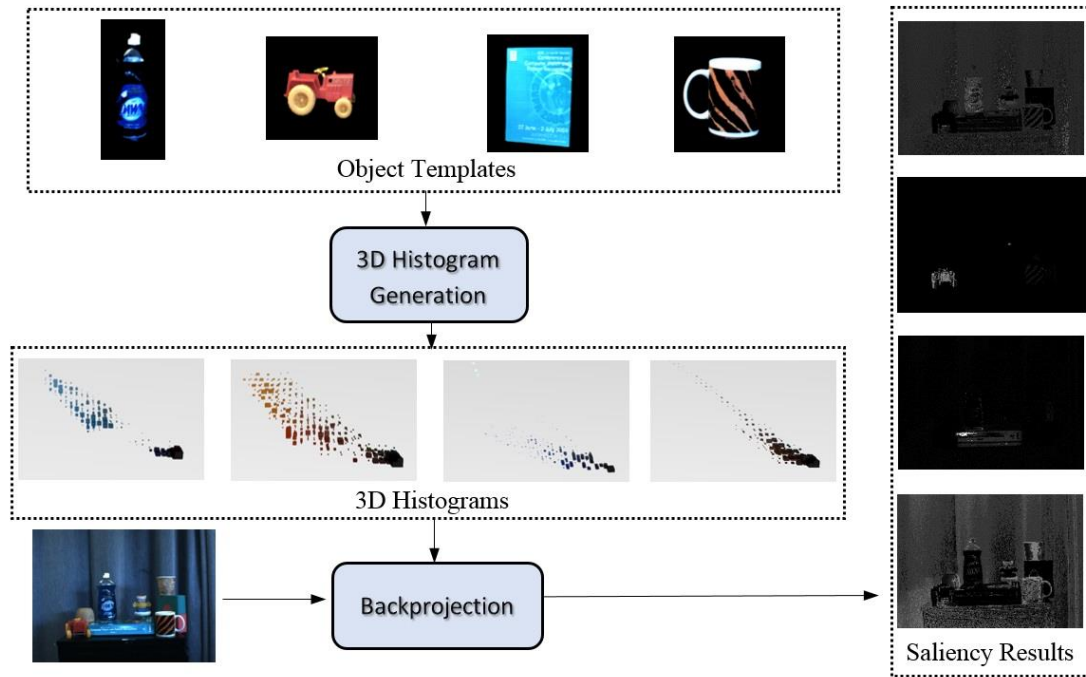 Object Templates
3D Histogram
Generation
3D Histograms
Backprojection
Saliency Results